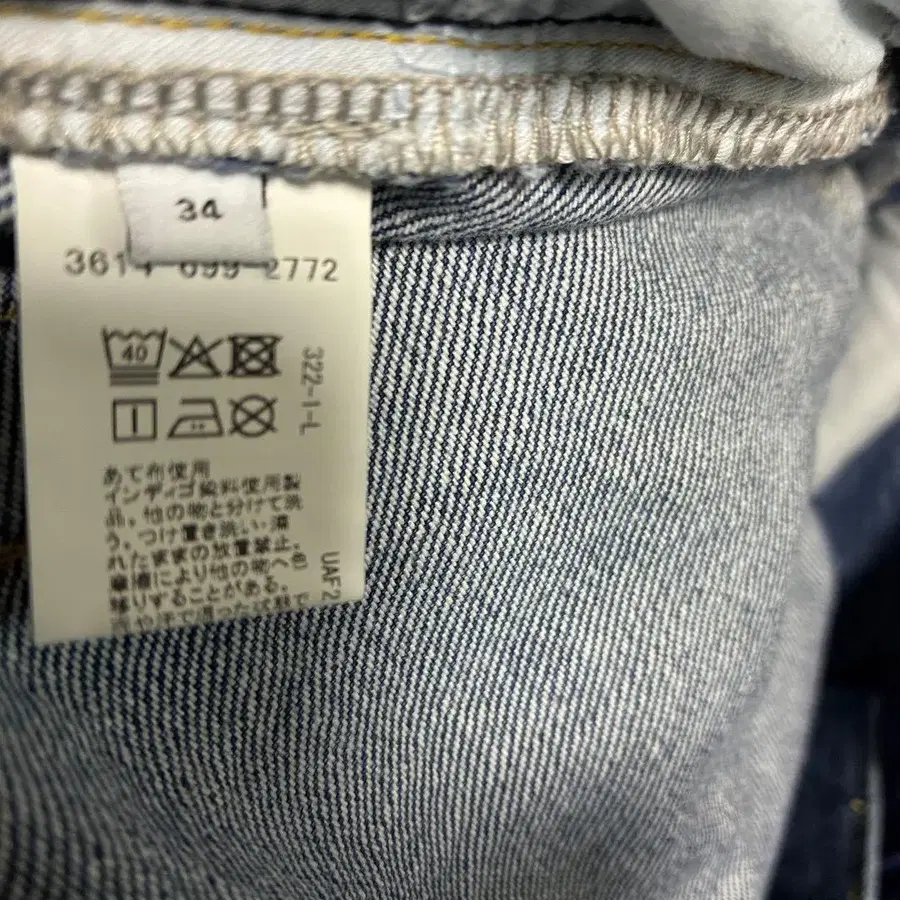 34
3614-699-2772
40
322-1-L
あて布使用
インディゴ染料使用製
品。他の物と分けて洗
う。つけ置き洗い・濡
れたままの放置禁止。
摩擦により他の物へ色
移りすることがある。
UAF2